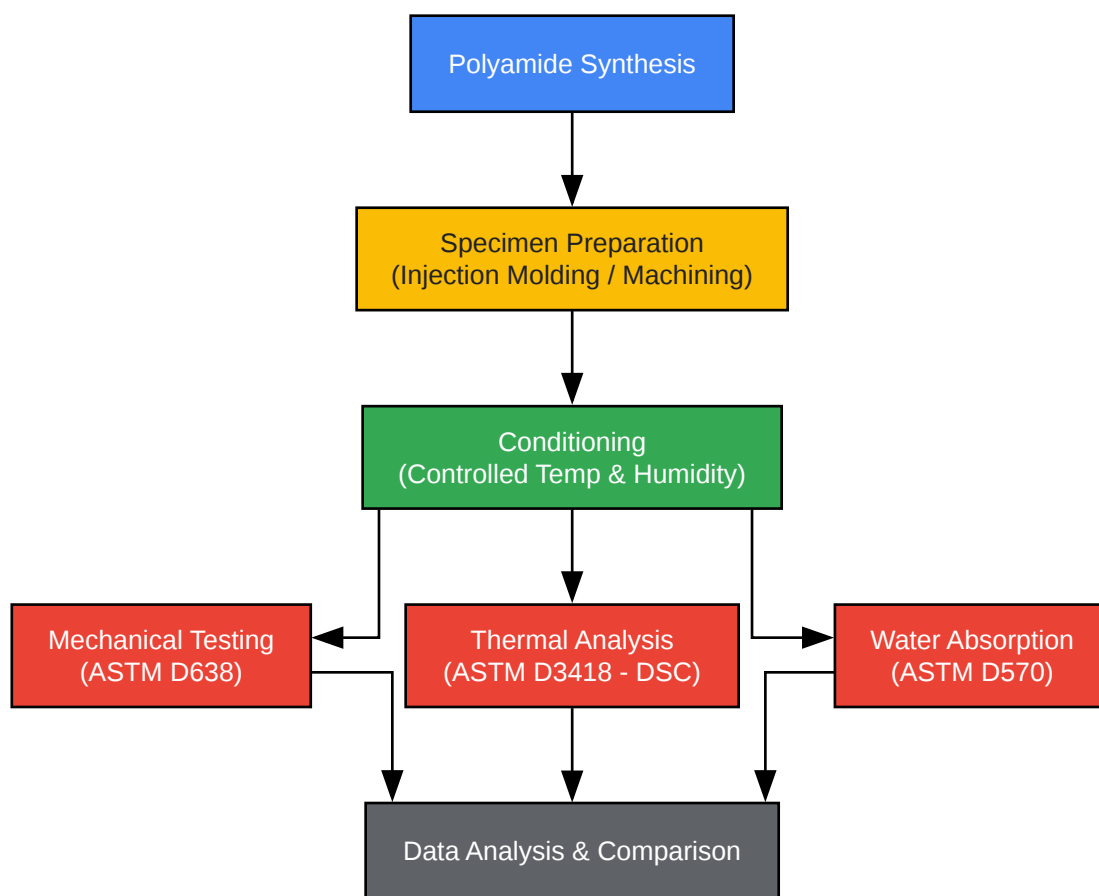 Polyamide Synthesis
Specimen Preparation
(Injection Molding / Machining)
Conditioning
(Controlled Temp & Humidity)
Mechanical Testing
(ASTM D638)
Thermal Analysis
(ASTM D3418 - DSC)
Water Absorption
(ASTM D570)
Data Analysis & Comparison